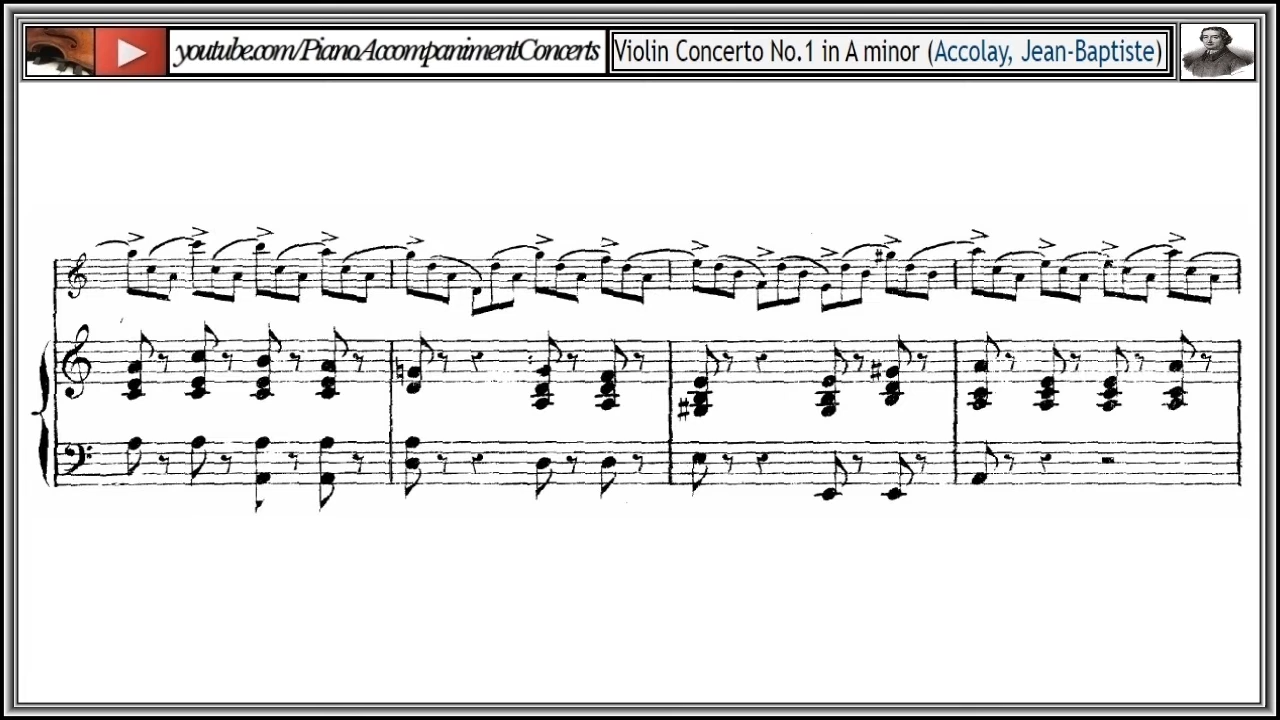 youtube.com/PianoAccompanimentConcerts
Violin Concerto No.1 in A minor (Accolay, Jean-Baptiste)